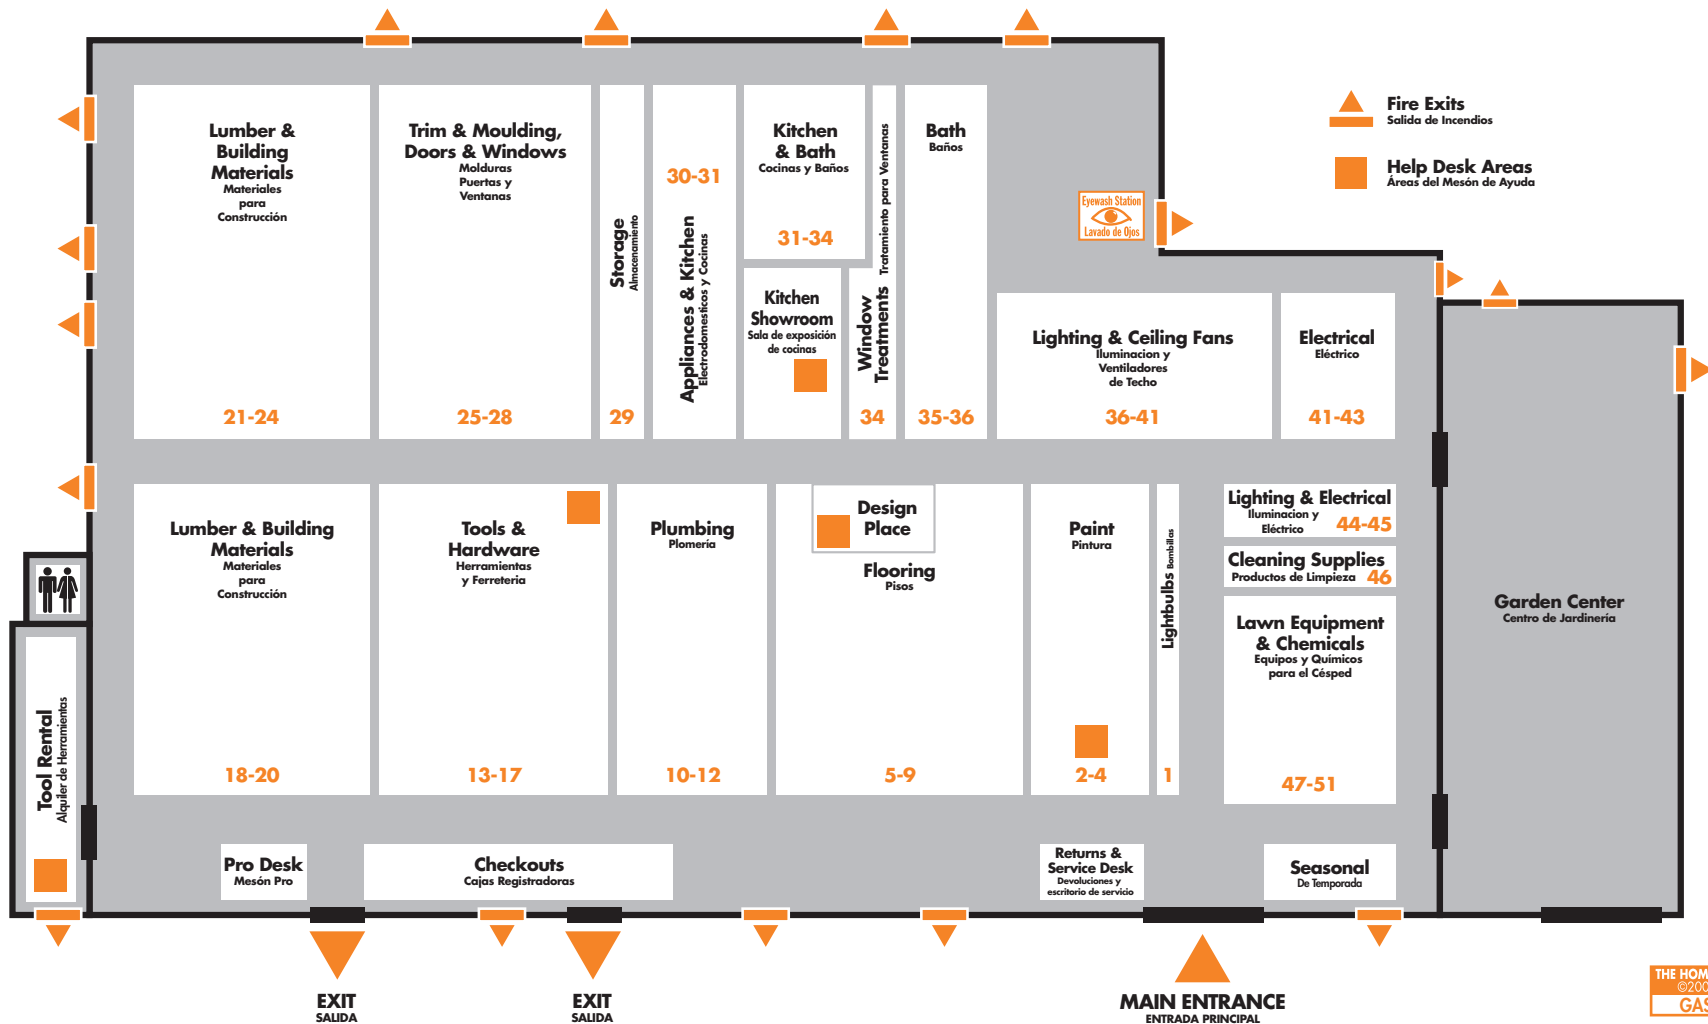 Fire Exits
Salida de Incendios
Help Desk Areas
Áreas del Mesón de Ayuda
Lumber &
Building
Materials
Materiales
para
Construcción
21-24
Trim & Moulding,
Doors & Windows
Molduras
Puertas y
Ventanas
25-28
Storage
Almacenamiento
29
30-31
Appliances & Kitchen
Electrodomesticos y Cocinas
Kitchen
& Bath
Cocinas y Baños
31-34
Kitchen
Showroom
Sala de exposición
de cocinas
Window
Treatments Tratamiento para Ventanas
34
Bath
Baños
35-36
Eyewash Station
Lavado de Ojos
Lighting & Ceiling Fans
Iluminacion y
Ventiladores
de Techo
36-41
Electrical
Eléctrico
41-43
Lumber & Building
Materials
Materiales
para
Construcción
18-20
Tools &
Hardware
Herramientas
y Ferreteria
13-17
Plumbing
Plomería
10-12
Design
Place
Flooring
Pisos
5-9
Paint
Pintura
2-4
Lightbulbs Bombillas
1
Lighting & Electrical
Iluminacion y
Eléctrico 44-45
Cleaning Supplies
Productos de Limpieza 46
Lawn Equipment
& Chemicals
Equipos y Químicos
para el Césped
47-51
Garden Center
Centro de Jardinería
Tool Rental
Alquiler de Herramientas
Pro Desk
Mesón Pro
Checkouts
Cajas Registradoras
Returns &
Service Desk
Devoluciones y
escritorio de servicio
Seasonal
De Temporada
EXIT
SALIDA
EXIT
SALIDA
MAIN ENTRANCE
ENTRADA PRINCIPAL
THE HOM
©200
GAS